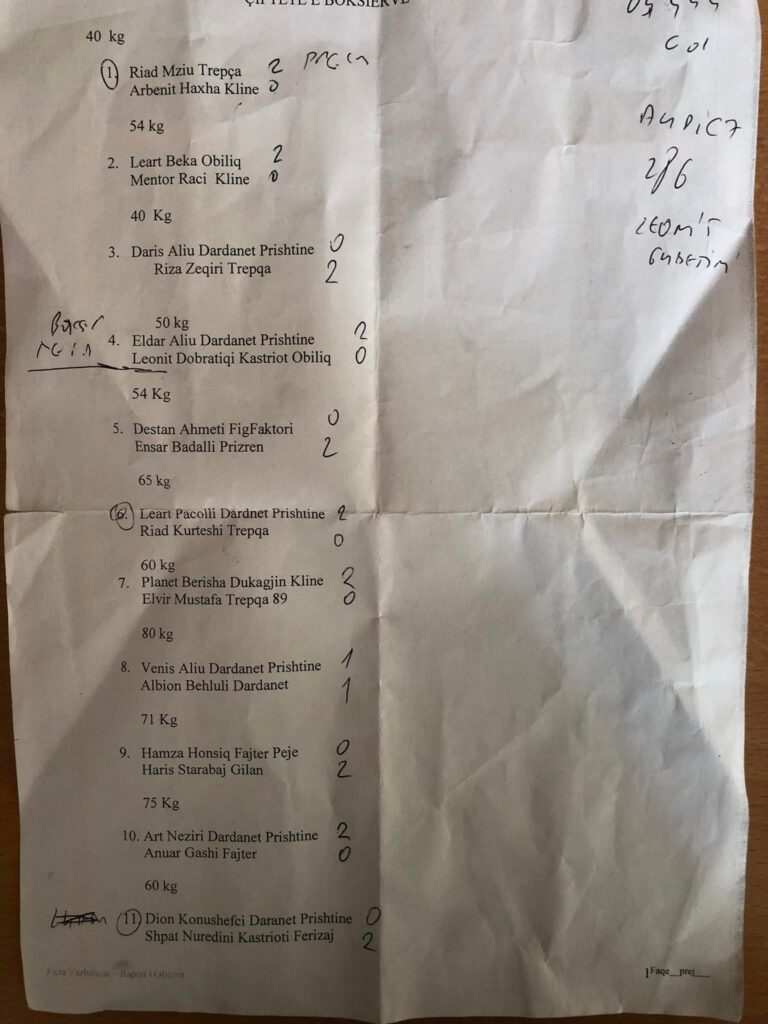 ÇIFTETE E BOKSIERVE
40 kg
1. Riad Mziu Trepça 2
Arbenit Haxha Kline 0
54 kg
2. Leart Beka Obiliq 2
Mentor Raci Kline 0
40 Kg
3. Daris Aliu Dardanet Prishtine 0
Riza Zeqiri Trepqa 2
50 kg
4. Eldar Aliu Dardanet Prishtine 2
Leonit Dobratiqi Kastriot Obiliq 0
54 Kg
5. Destan Ahmeti FigFaktori 0
Ensar Badalli Prizren 2
65 kg
6. Leart Pacolli Dardnet Prishtine 2
Riad Kurteshi Trepqa 0
60 kg
7. Planet Berisha Dukagjin Kline 2
Elvir Mustafa Trepqa 89 0
80 kg
8. Venis Aliu Dardanet Prishtine 1
Albion Behluli Dardanet 1
71 Kg
9. Hamza Honsiq Fajter Peje 0
Haris Starabaj Gilan 2
75 Kg
10. Art Neziri Dardanet Prishtine 2
Anuar Gashi Fajter 0
60 kg
11) Dion Konushefci Daranet Prishtine 0
Shpat Nuredini Kastrioti Ferizaj 2
Raport i Oficerit
1Faqe__prej___